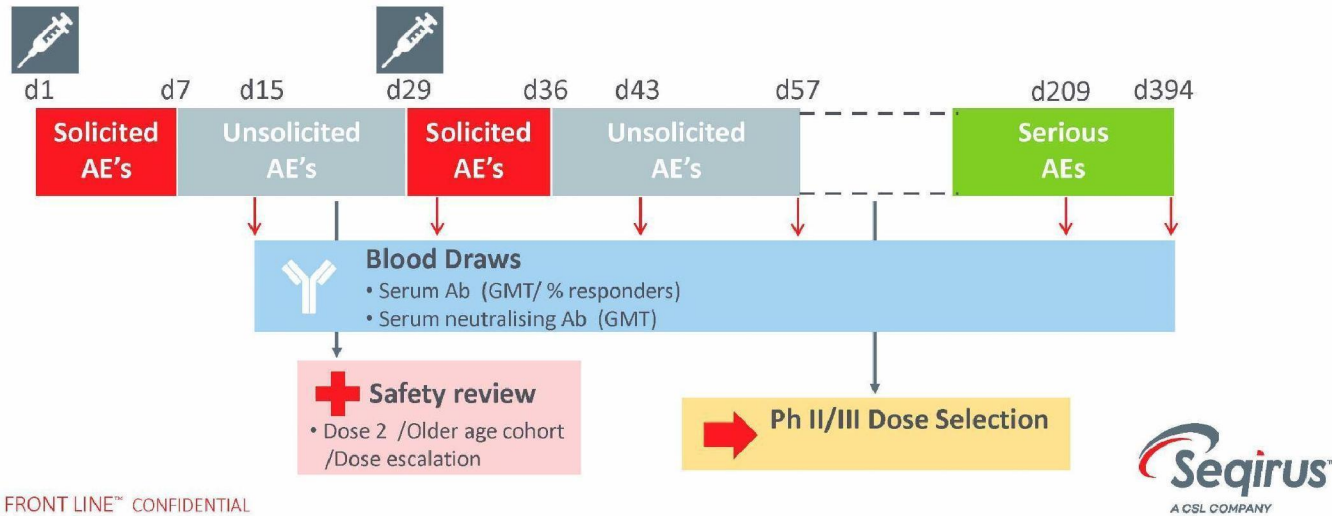 d1 d7 d15 d29 d36 d43 d57 d209 d394
Solicited
AE's
Unsolicited
AE's
Solicited
AE's
Unsolicited
AE's
Serious
AEs
Blood Draws
• Serum Ab (GMT/ % responders)
• Serum neutralising Ab (GMT)
Safety review
• Dose 2 /Older age cohort
/Dose escalation
Ph II/III Dose Selection
FRONT LINE™ CONFIDENTIAL
Seqirus™
A CSL COMPANY